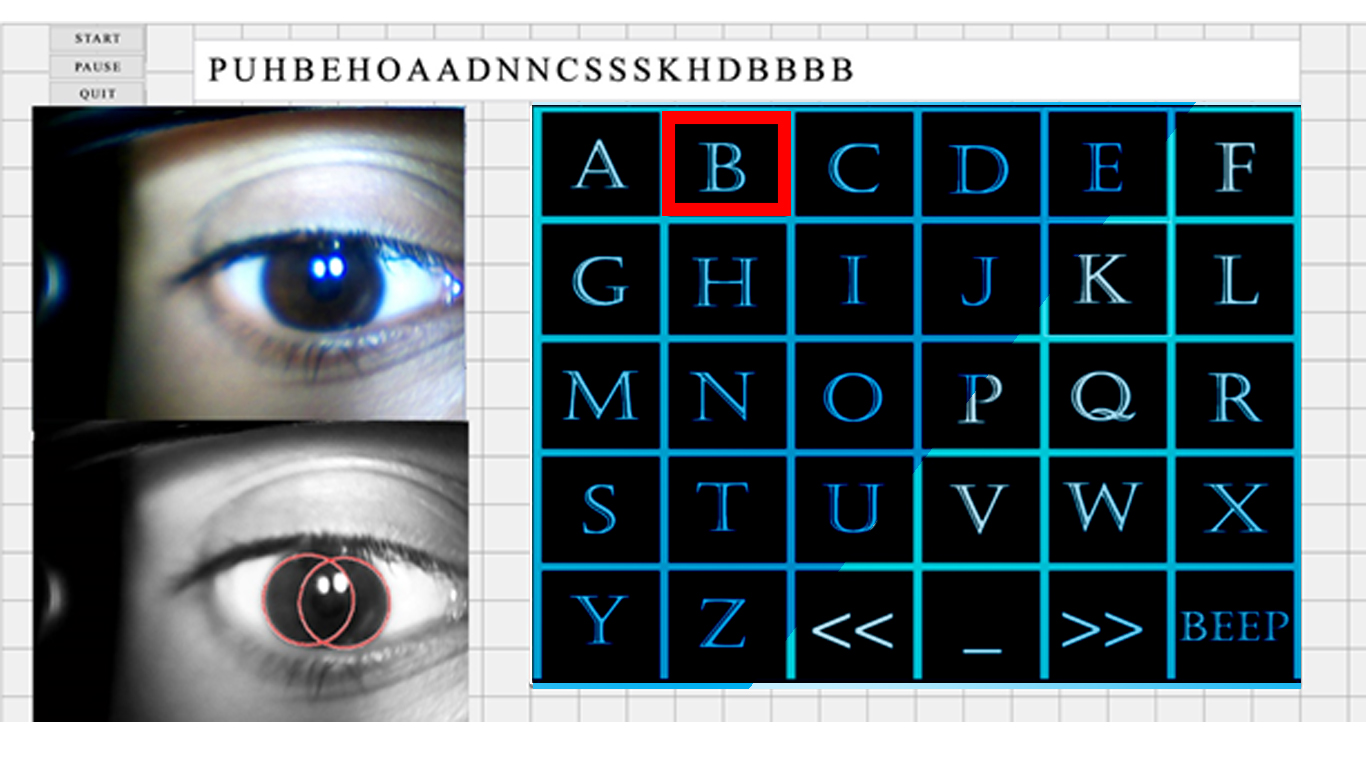 START
PAUSE
QUIT
PUHBEHOAADNNCSSSKHDBBBB
A B C D E F
G H I J K L
M N O P Q R
S T U V W X
Y Z << _ >> BEEP